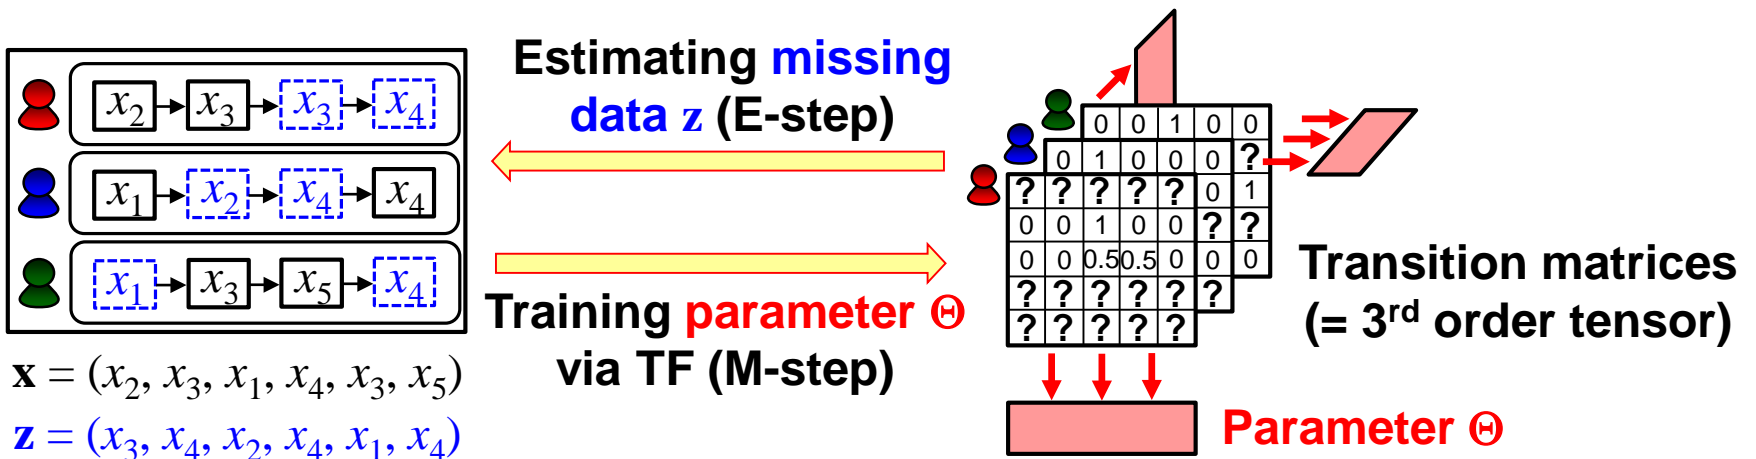 x2 x3 x3 x4
x1 x2 x4 x4
x1 x3 x5 x4
x = (x2, x3, x1, x4, x3, x5)
z = (x3, x4, x2, x4, x1, x4)
Estimating missing
data z (E-step)
Training parameter Θ
via TF (M-step)
0 0 1 0 0
0 1 0 0 0 ?
? ? ? ? ? 0 1
0 0 1 0 0 ? ?
0 0 0.5 0.5 0 0 0
? ? ? ? ? ?
? ? ? ? ?
Transition matrices
(= 3rd order tensor)
Parameter Θ